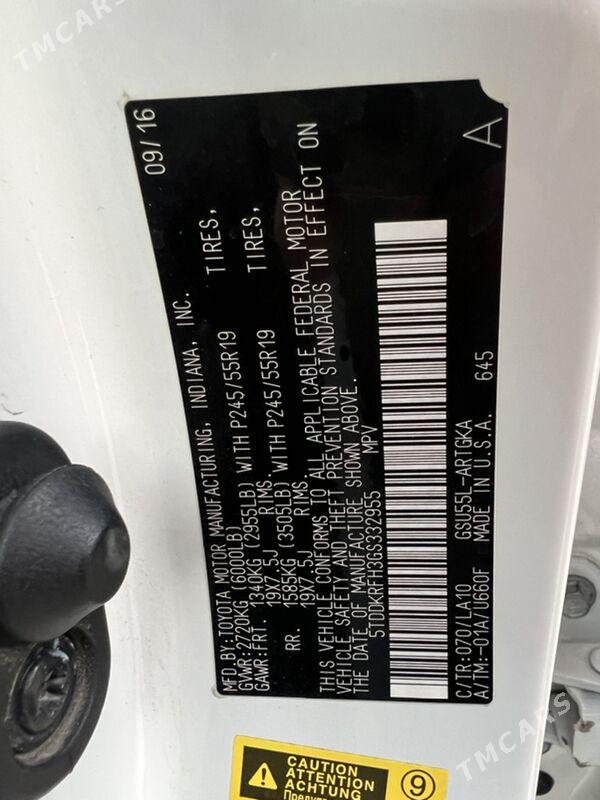 TMCARS
MFD.BY:TOYOTA MOTOR MANUFACTURING, INDIANA, INC. 09/16
GVWR:2720KG (6000LB)
GAWR:FRT. 1340KG (2955LB) WITH P245/55R19 TIRES,
19X7.5J RIMS.
RR. 1585KG (3505LB) WITH P245/55R19 TIRES,
19X7.5J RIMS.
THIS VEHICLE CONFORMS TO ALL APPLICABLE FEDERAL MOTOR
VEHICLE SAFETY AND THEFT PREVENTION STANDARDS IN EFFECT ON
THE DATE OF MANUFACTURE SHOWN ABOVE.
5TDDKRFH3GS332955 MPV
C/TR:070/LA10 GSU55L-ARTGKA 645 A
A/TM:-01A/U660F MADE IN U.S.A.
CAUTION
ATTENTION
ACHTUNG
9
TMCARS